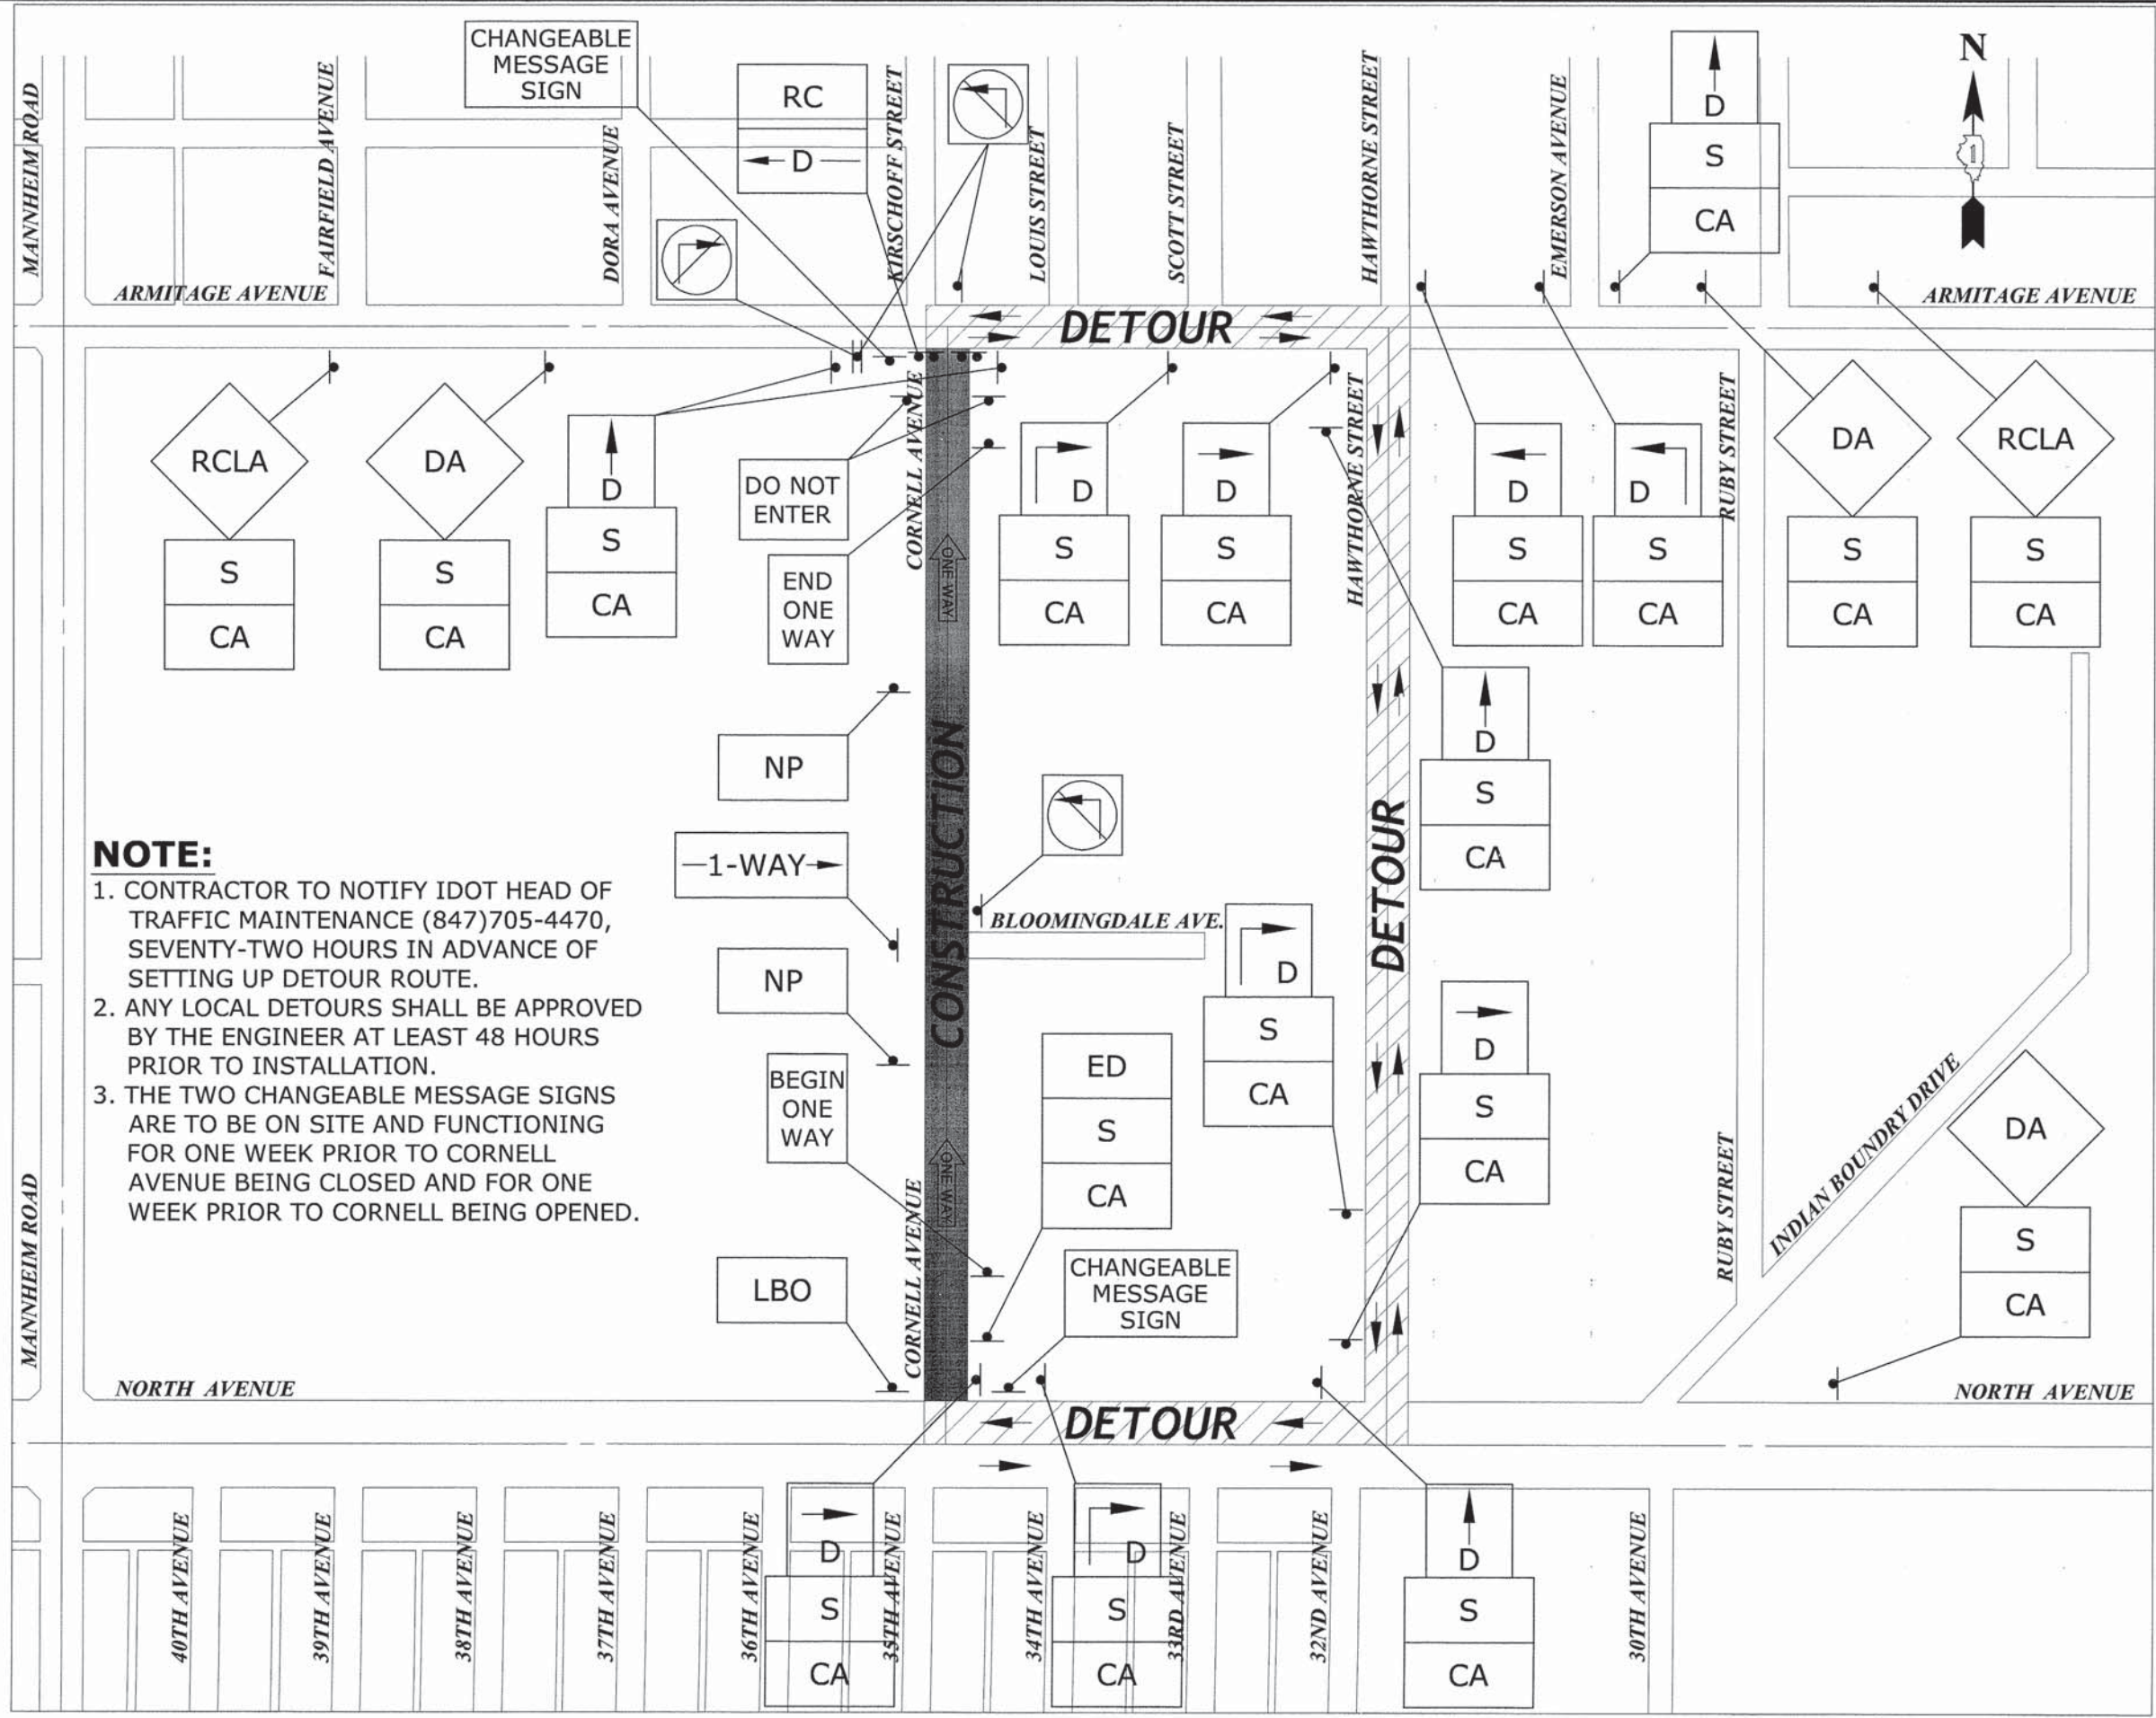 CHANGEABLE
MESSAGE
SIGN
RC
D
N
1
D
S
CA
MANNHEIM ROAD
FAIRFIELD AVENUE
DORA AVENUE
KIRSCHOFF STREET
LOUIS STREET
SCOTT STREET
HAWTHORNE STREET
EMERSON AVENUE
ARMITAGE AVENUE
ARMITAGE AVENUE
DETOUR
RCLA
S
CA
DA
S
CA
D
S
CA
DO NOT
ENTER
END
ONE
WAY
CORNELL AVENUE
ONE WAY
D
S
CA
D
S
CA
HAWTHORNE STREET
D
S
CA
D
S
CA
RUBY STREET
DA
S
CA
RCLA
S
CA
NP
1-WAY
NP
BEGIN
ONE
WAY
LBO
CONSTRUCTION
ONE WAY
CORNELL AVENUE
BLOOMINGDALE AVE.
DETOUR
D
S
CA
D
S
CA
D
S
CA
ED
S
CA
CHANGEABLE
MESSAGE
SIGN
RUBY STREET
INDIAN BOUNDRY DRIVE
DA
S
CA
NOTE:
1. CONTRACTOR TO NOTIFY IDOT HEAD OF
TRAFFIC MAINTENANCE (847)705-4470,
SEVENTY-TWO HOURS IN ADVANCE OF
SETTING UP DETOUR ROUTE.
2. ANY LOCAL DETOURS SHALL BE APPROVED
BY THE ENGINEER AT LEAST 48 HOURS
PRIOR TO INSTALLATION.
3. THE TWO CHANGEABLE MESSAGE SIGNS
ARE TO BE ON SITE AND FUNCTIONING
FOR ONE WEEK PRIOR TO CORNELL
AVENUE BEING CLOSED AND FOR ONE
WEEK PRIOR TO CORNELL BEING OPENED.
MANNHEIM ROAD
NORTH AVENUE
DETOUR
NORTH AVENUE
40TH AVENUE
39TH AVENUE
38TH AVENUE
37TH AVENUE
36TH AVENUE
D
S
CA
35TH AVENUE
34TH AVENUE
D
S
CA
33RD AVENUE
32ND AVENUE
D
S
CA
30TH AVENUE